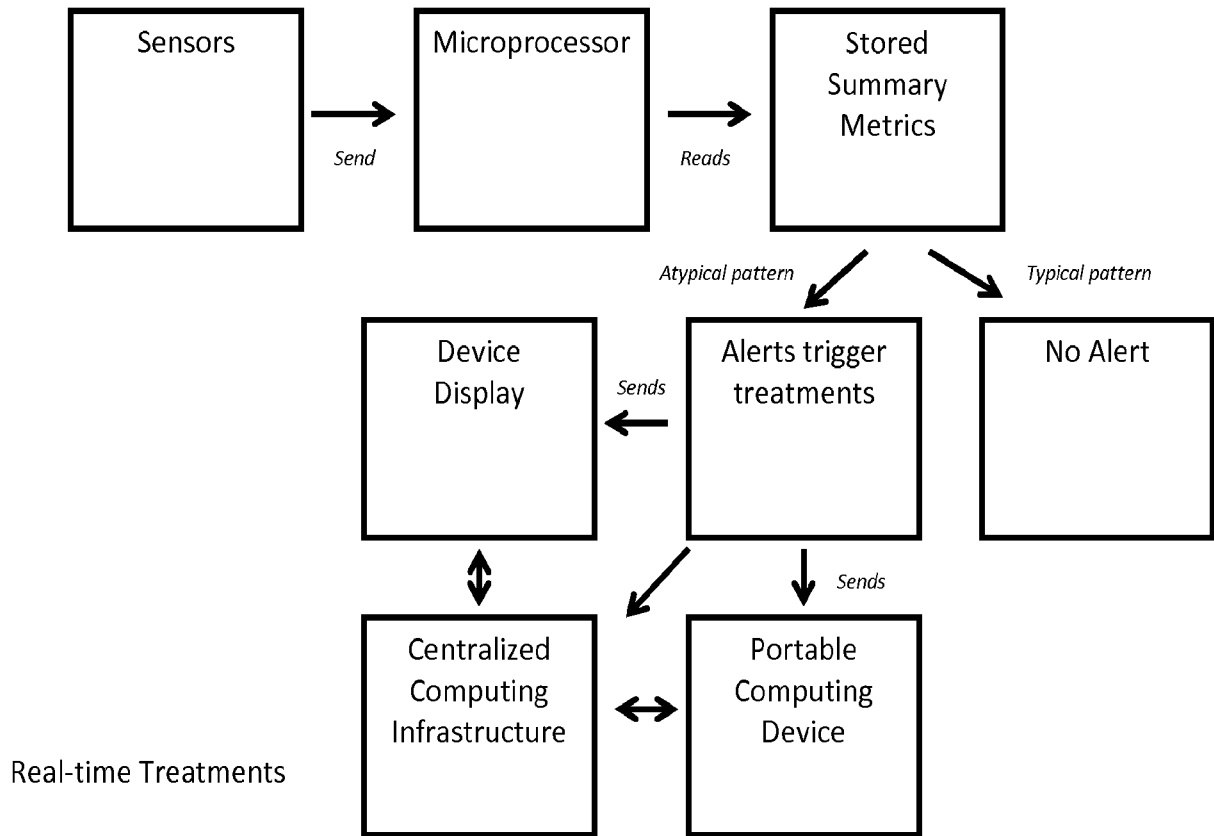 Sensors
Microprocessor
Stored
Summary
Metrics
Send
Reads
Atypical pattern
Typical pattern
Device
Display
Sends
Alerts trigger
treatments
No Alert
Sends
Centralized
Computing
Infrastructure
Portable
Computing
Device
Real-time Treatments